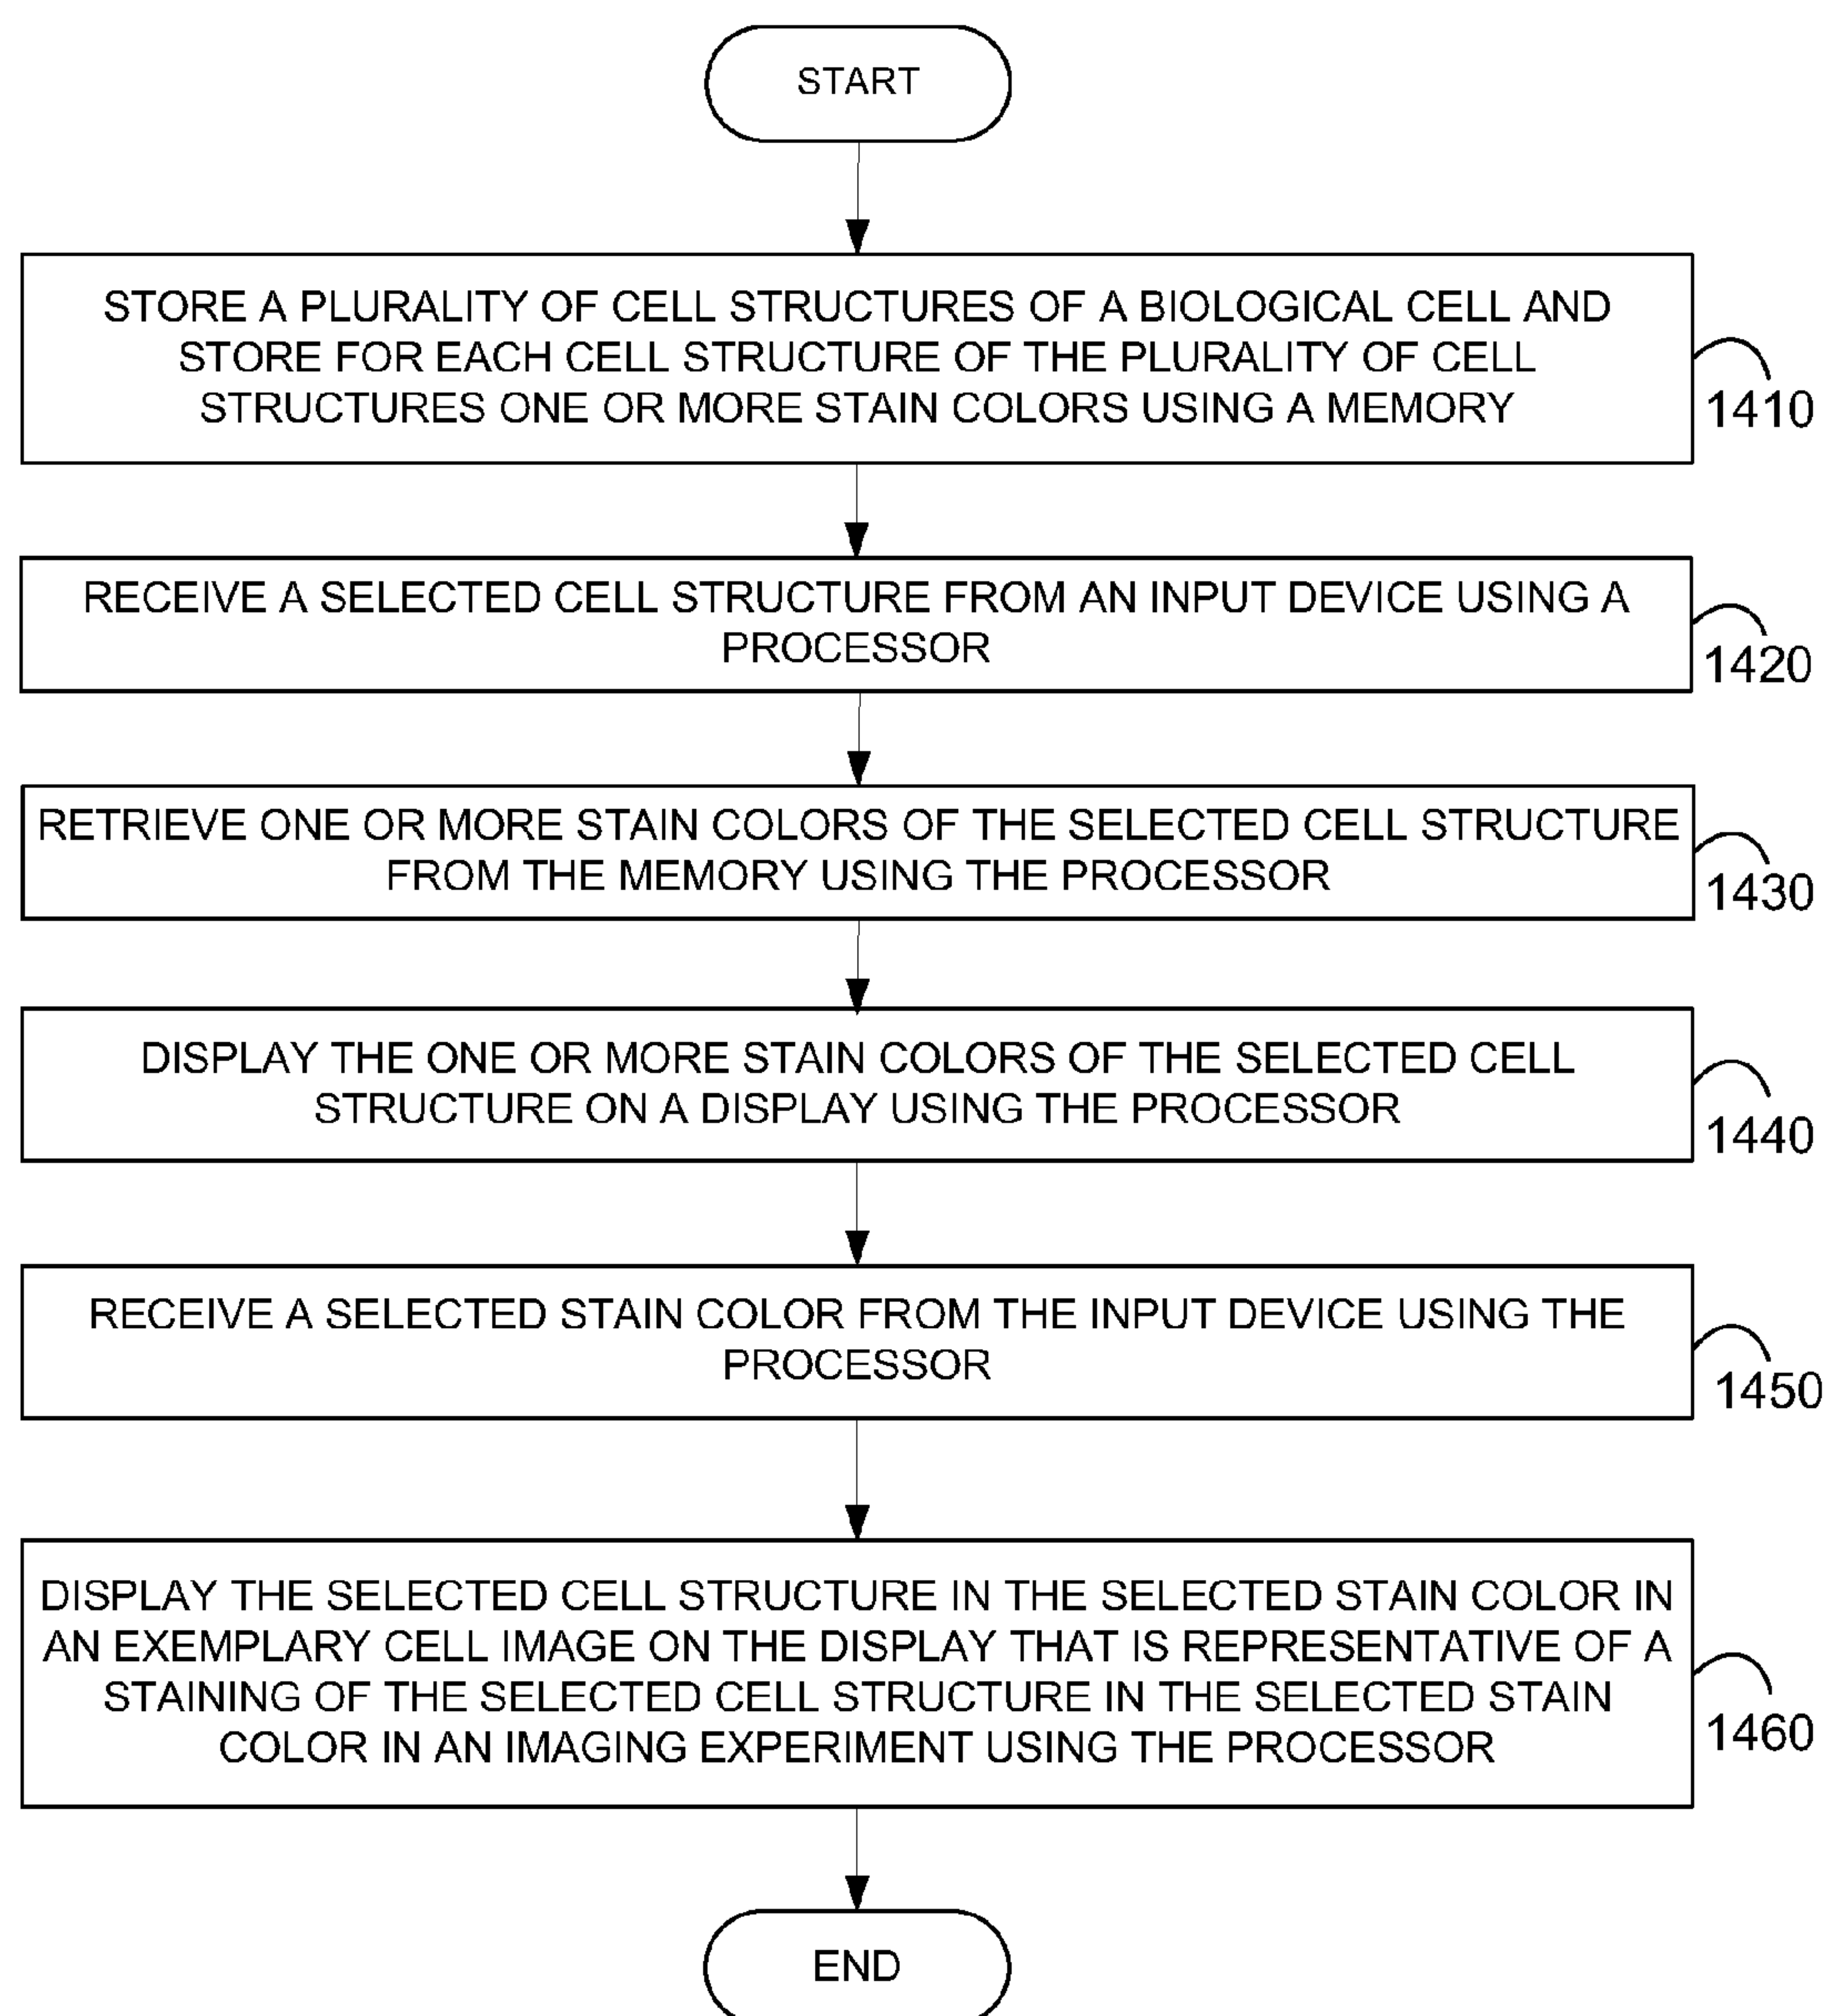 START
STORE A PLURALITY OF CELL STRUCTURES OF A BIOLOGICAL CELL AND
STORE FOR EACH CELL STRUCTURE OF THE PLURALITY OF CELL
STRUCTURES ONE OR MORE STAIN COLORS USING A MEMORY
1410
RECEIVE A SELECTED CELL STRUCTURE FROM AN INPUT DEVICE USING A
PROCESSOR
1420
RETRIEVE ONE OR MORE STAIN COLORS OF THE SELECTED CELL STRUCTURE
FROM THE MEMORY USING THE PROCESSOR
1430
DISPLAY THE ONE OR MORE STAIN COLORS OF THE SELECTED CELL
STRUCTURE ON A DISPLAY USING THE PROCESSOR
1440
RECEIVE A SELECTED STAIN COLOR FROM THE INPUT DEVICE USING THE
PROCESSOR
1450
DISPLAY THE SELECTED CELL STRUCTURE IN THE SELECTED STAIN COLOR IN
AN EXEMPLARY CELL IMAGE ON THE DISPLAY THAT IS REPRESENTATIVE OF A
STAINING OF THE SELECTED CELL STRUCTURE IN THE SELECTED STAIN
COLOR IN AN IMAGING EXPERIMENT USING THE PROCESSOR
1460
END